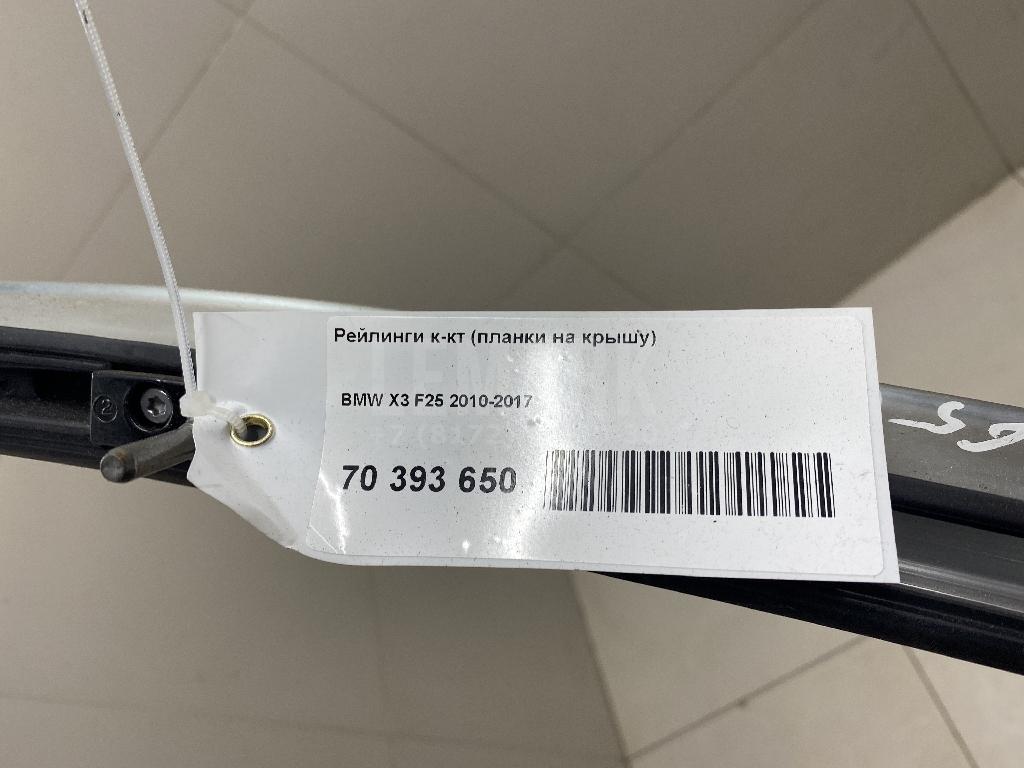 Рейлинги к-кт (планки на крышу)
BMW X3 F25 2010-2017
70 393 650